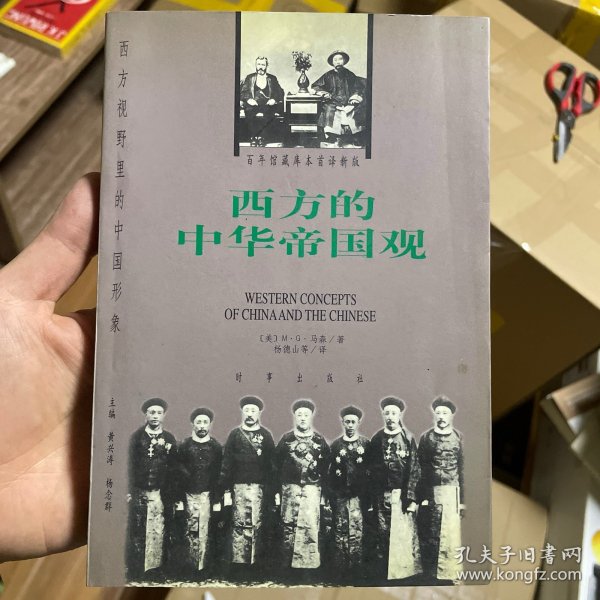 西方视野里的中国形象
主编 黄兴涛 杨念群
百年馆藏库本首译新版
西方的
中华帝国观
WESTERN CONCEPTS
OF CHINA AND THE CHINESE
〔美〕M·G·马森／著
杨德山等／译
时事出版社
孔夫子旧书网
www.kongfz.com